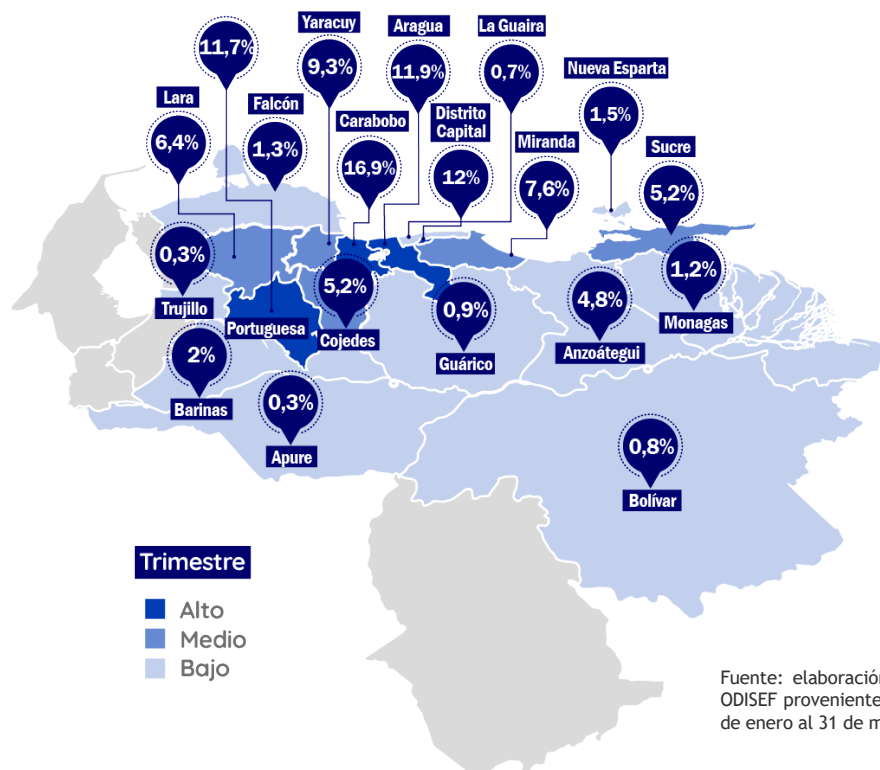 11,7%
Yaracuy
9,3%
Aragua
11,9%
La Guaira
0,7%
Nueva Esparta
1,5%
Lara
6,4%
Falcón
1,3%
Carabobo
16,9%
Distrito
Capital
12%
Miranda
7,6%
Sucre
5,2%
0,3%
Trujillo
Portuguesa
5,2%
Cojedes
0,9%
Guárico
4,8%
Anzoátegui
1,2%
Monagas
2%
Barinas
0,3%
Apure
0,8%
Bolívar
Trimestre
Alto
Medio
Bajo
Fuente: elaboración
ODISEF proveniente
de enero al 31 de m